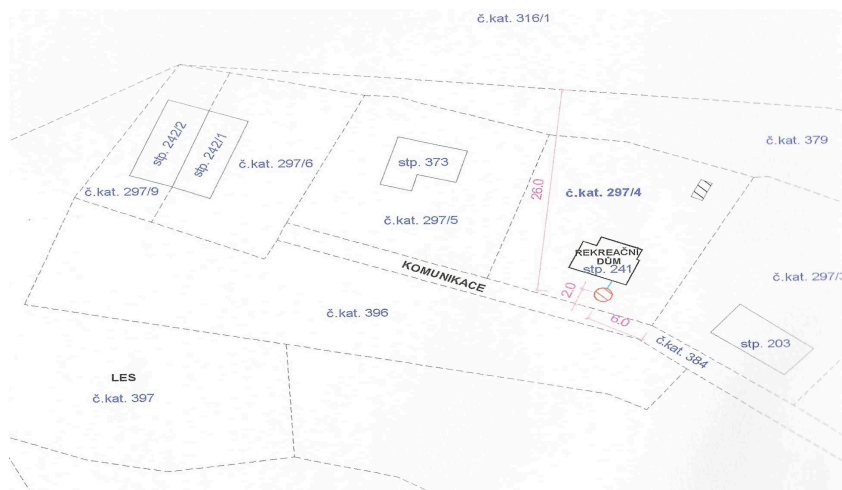 č.kat. 316/1
stp. 242/2
stp. 242/1
č.kat. 297/6
č.kat. 297/9
stp. 373
č.kat. 297/5
26.0
č.kat. 297/4
č.kat. 379
REKREAČNÍ
DŮM
stp. 241
KOMUNIKACE
2.0
6.0
č.kat. 297/3
č.kat. 396
stp. 203
č.kat. 384
LES
č.kat. 397